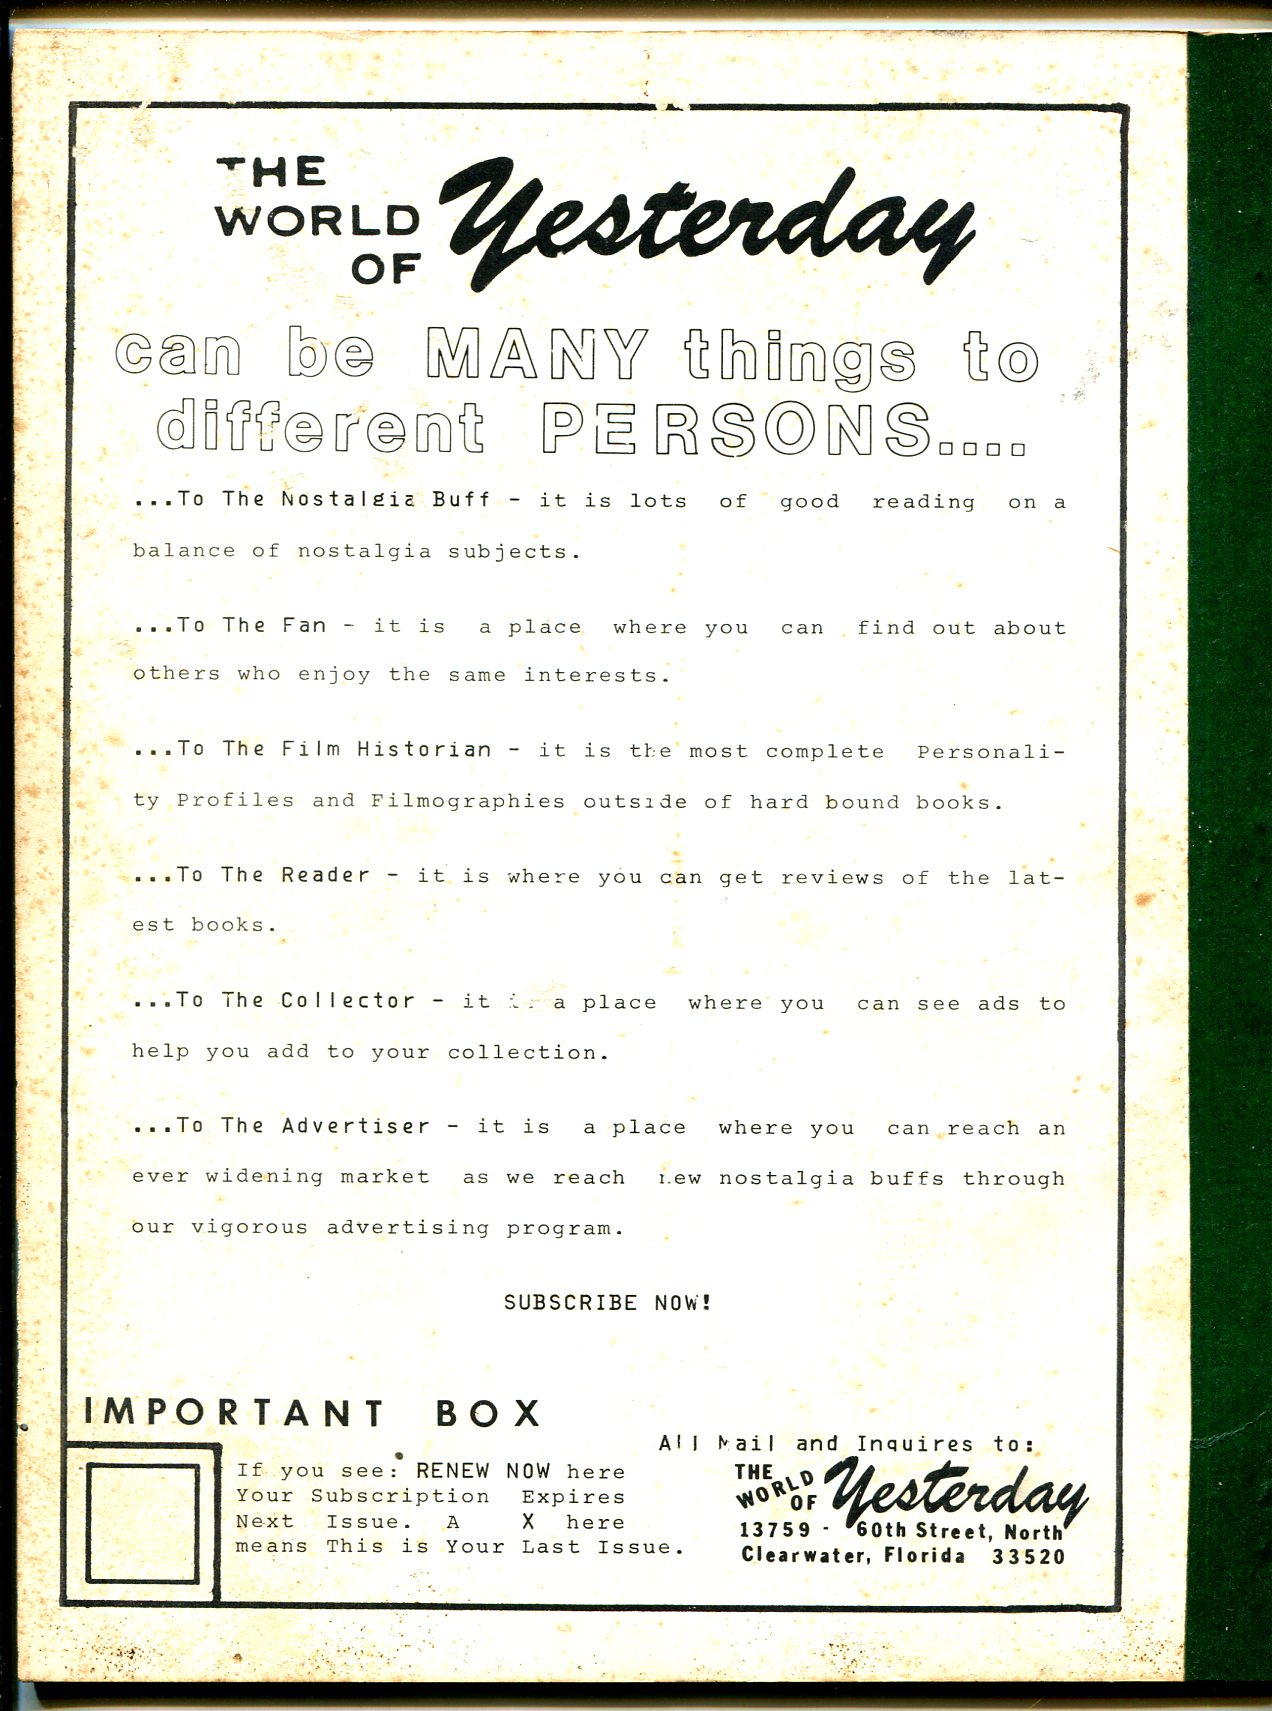 THE
WORLD
OF Yesterday
can be MANY things to
different PERSONS....
...To The Nostalgia Buff - it is lots of good reading on a
balance of nostalgia subjects.
...To The Fan - it is a place where you can find out about
others who enjoy the same interests.
...To The Film Historian - it is the most complete Personali-
ty Profiles and Filmographies outside of hard bound books.
...To The Reader - it is where you can get reviews of the lat-
est books.
...To The Collector - it is a place where you can see ads to
help you add to your collection.
...To The Advertiser - it is a place where you can reach an
ever widening market as we reach new nostalgia buffs through
our vigorous advertising program.
SUBSCRIBE NOW!
IMPORTANT BOX
If you see: RENEW NOW here
Your Subscription Expires
Next Issue. A X here
means This is Your Last Issue.
All Mail and Inquires to:
THE
WORLD
OF Yesterday
13759 - 60th Street, North
Clearwater, Florida 33520